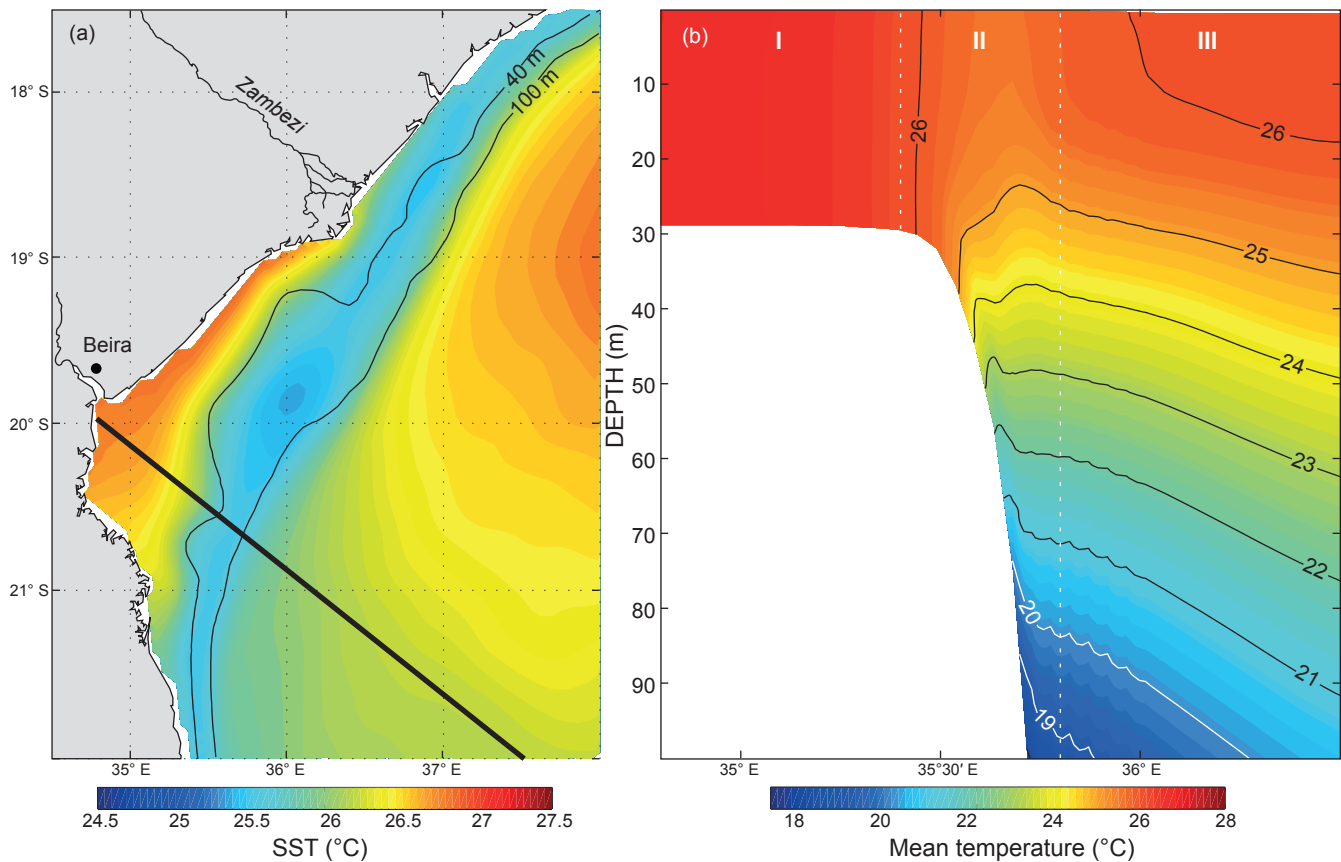 (a)
40 m
100 m
Zambezi
Beira
18° S
19° S
20° S
21° S
35° E
36° E
37° E
24.5 25 25.5 26 26.5 27 27.5
SST (°C)
(b)
I II III
DEPTH (m)
10
20
30
40
50
60
70
80
90
26
26
25
24
23
22
21
20
19
35° E
35°30' E
36° E
18 20 22 24 26 28
Mean temperature (°C)